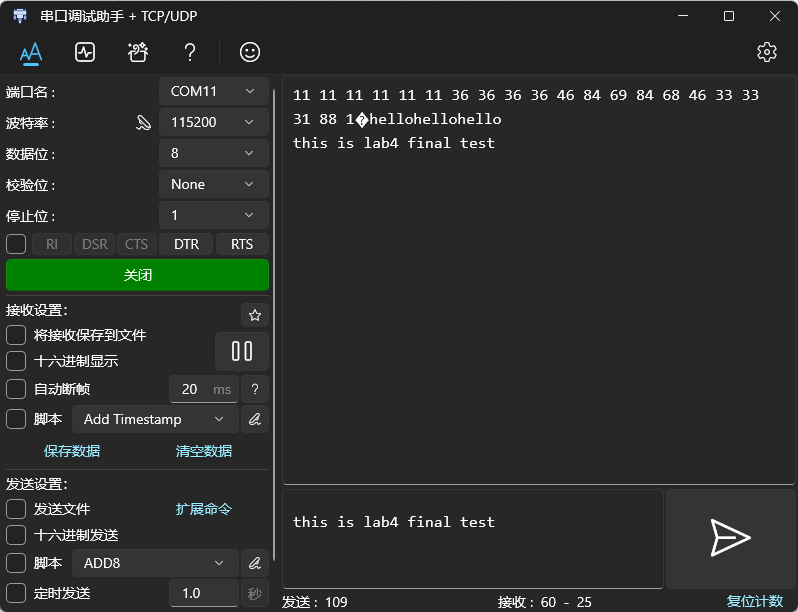 串口调试助手 + TCP/UDP
端口名:
COM11
波特率:
115200
数据位:
8
校验位:
None
停止位:
1
RI DSR CTS DTR RTS
关闭
接收设置:
将接收保存到文件
十六进制显示
自动断帧
20 ms ?
脚本 Add Timestamp
保存数据 清空数据
发送设置:
发送文件 扩展命令
十六进制发送
脚本 ADD8
定时发送 1.0 秒
11 11 11 11 11 11 36 36 36 36 46 84 69 84 68 46 33 33
31 88 1�hellohellohello
this is lab4 final test
this is lab4 final test
发送: 109 接收: 60 - 25 复位计数